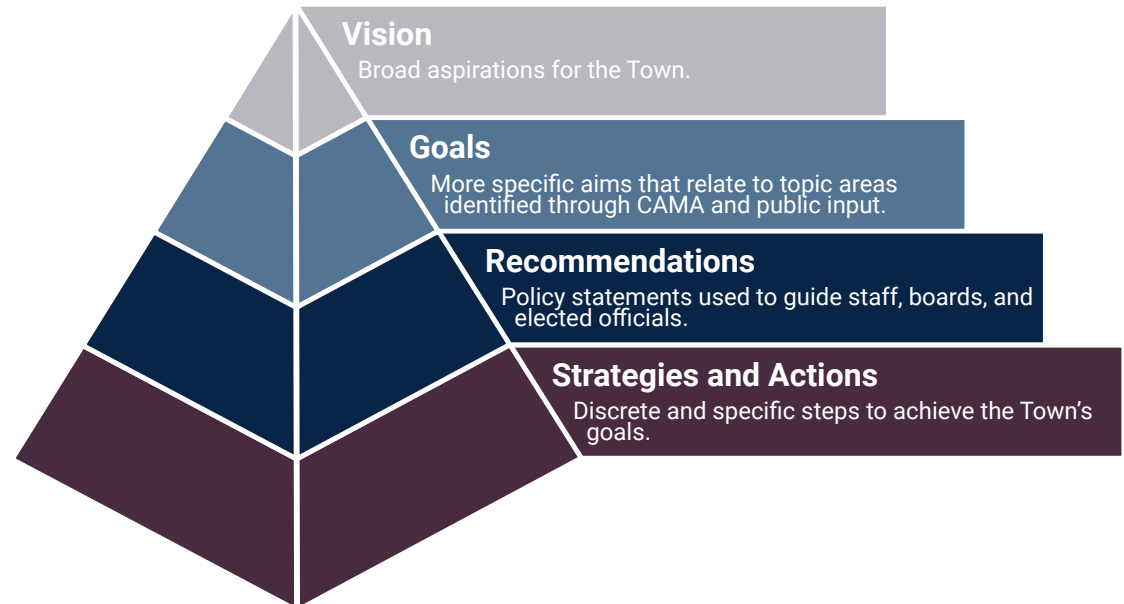 Vision
Broad aspirations for the Town.
Goals
More specific aims that relate to topic areas
identified through CAMA and public input.
Recommendations
Policy statements used to guide staff, boards, and
elected officials.
Strategies and Actions
Discrete and specific steps to achieve the Town’s
goals.